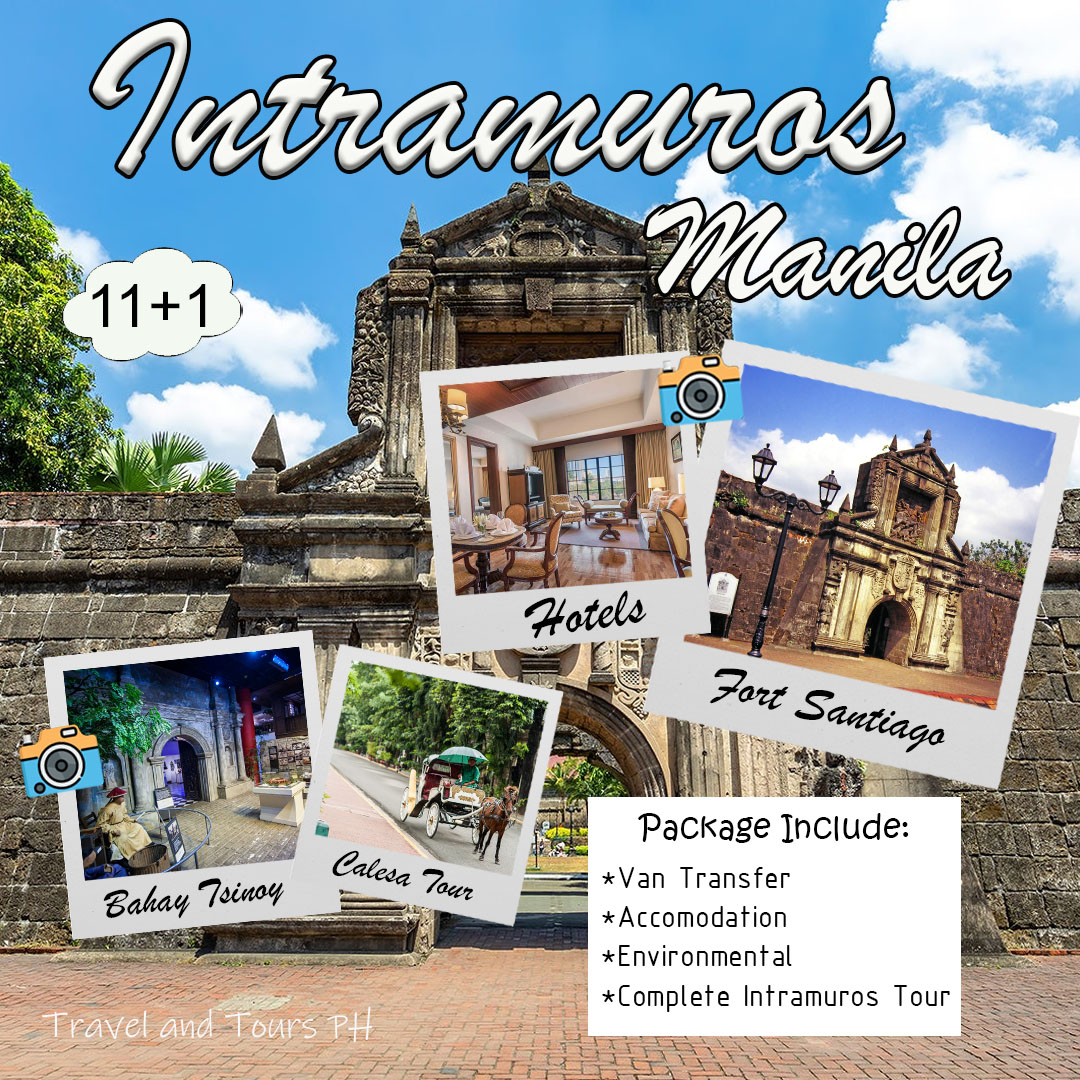 Intramuros
Manila
11+1
Hotels
Fort Santiago
Bahay Tsinoy
Calesa Tour
Package Include:
*Van Transfer
*Accomodation
*Environmental
*Complete Intramuros Tour
Travel and Tours PH